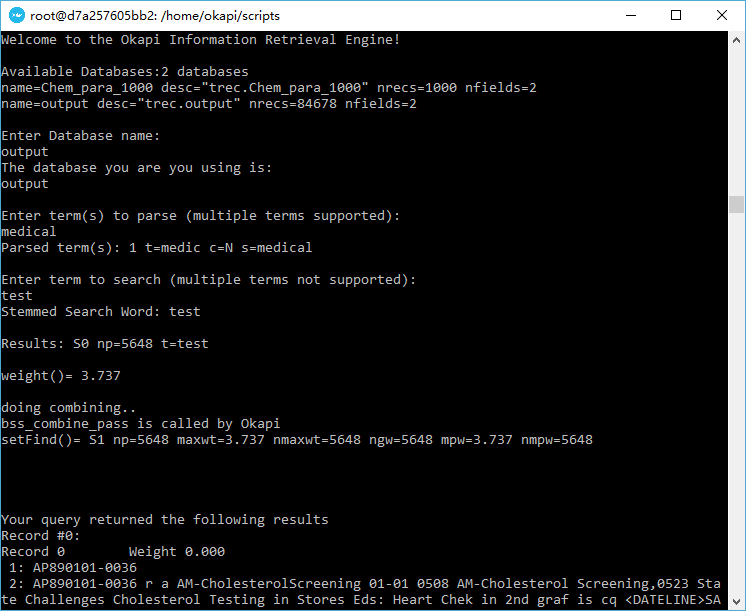 root@d7a257605bb2: /home/okapi/scripts
Welcome to the Okapi Information Retrieval Engine!
Available Databases:2 databases
name=Chem_para_1000 desc="trec.Chem_para_1000" nrecs=1000 nfields=2
name=output desc="trec.output" nrecs=84678 nfields=2
Enter Database name:
output
The database you are you using is:
output
Enter term(s) to parse (multiple terms supported):
medical
Parsed term(s): 1 t=medic c=N s=medical
Enter term to search (multiple terms not supported):
test
Stemmed Search Word: test
Results: S0 np=5648 t=test
weight()= 3.737
doing combining..
bss_combine_pass is called by Okapi
setFind()= S1 np=5648 maxwt=3.737 nmaxwt=5648 ngw=5648 mpw=3.737 nmpw=5648
Your query returned the following results
Record #0:
Record 0        Weight 0.000
 1: AP890101-0036
 2: AP890101-0036 r a AM-CholesterolScreening 01-01 0508 AM-Cholesterol Screening,0523 Sta
te Challenges Cholesterol Testing in Stores Eds: Heart Chek in 2nd graf is cq <DATELINE>SA